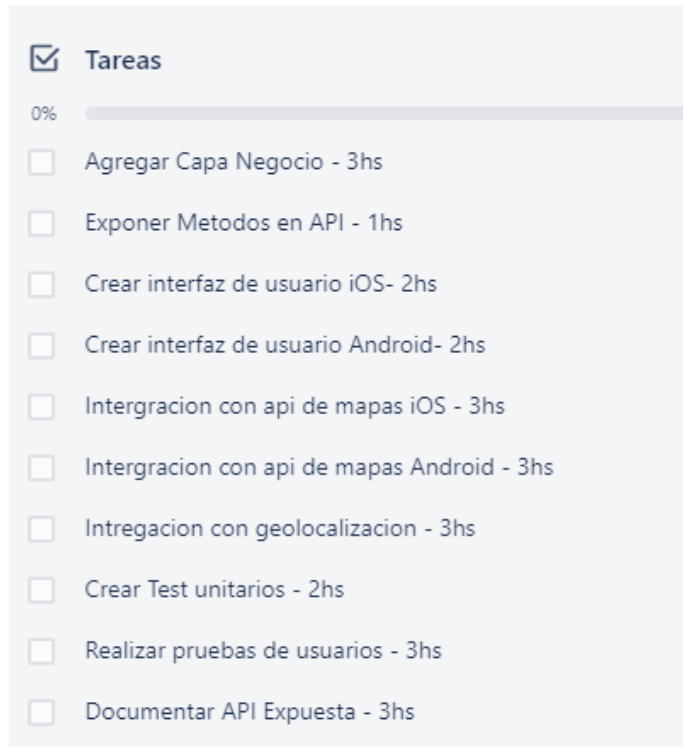 Tareas
0%
Agregar Capa Negocio - 3hs
Exponer Metodos en API - 1hs
Crear interfaz de usuario iOS- 2hs
Crear interfaz de usuario Android- 2hs
Intergracion con api de mapas iOS - 3hs
Intergracion con api de mapas Android - 3hs
Intregacion con geolocalizacion - 3hs
Crear Test unitarios - 2hs
Realizar pruebas de usuarios - 3hs
Documentar API Expuesta - 3hs